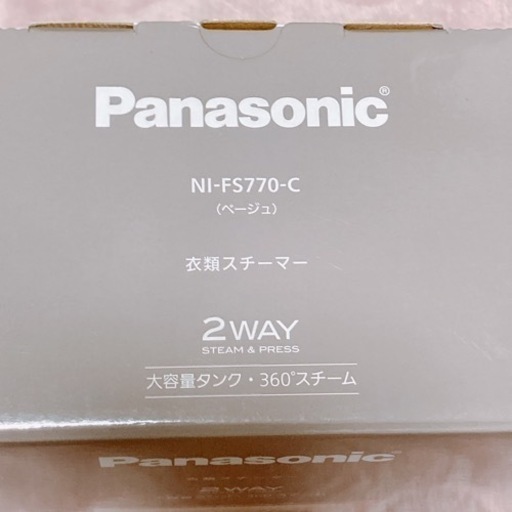 Panasonic®
NI-FS770-C
（ベージュ）
衣類スチーマー
2WAY
STEAM & PRESS
大容量タンク・360°スチーム
Panasonic
2WAY